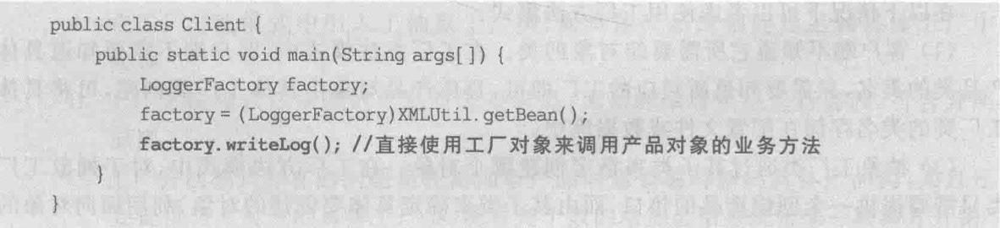 public class Client {
public static void main(String args[]) {
LoggerFactory factory;
factory = (LoggerFactory)XMLUtil.getBean();
factory.writeLog(); //直接使用工厂对象来调用产品对象的业务方法
}
}